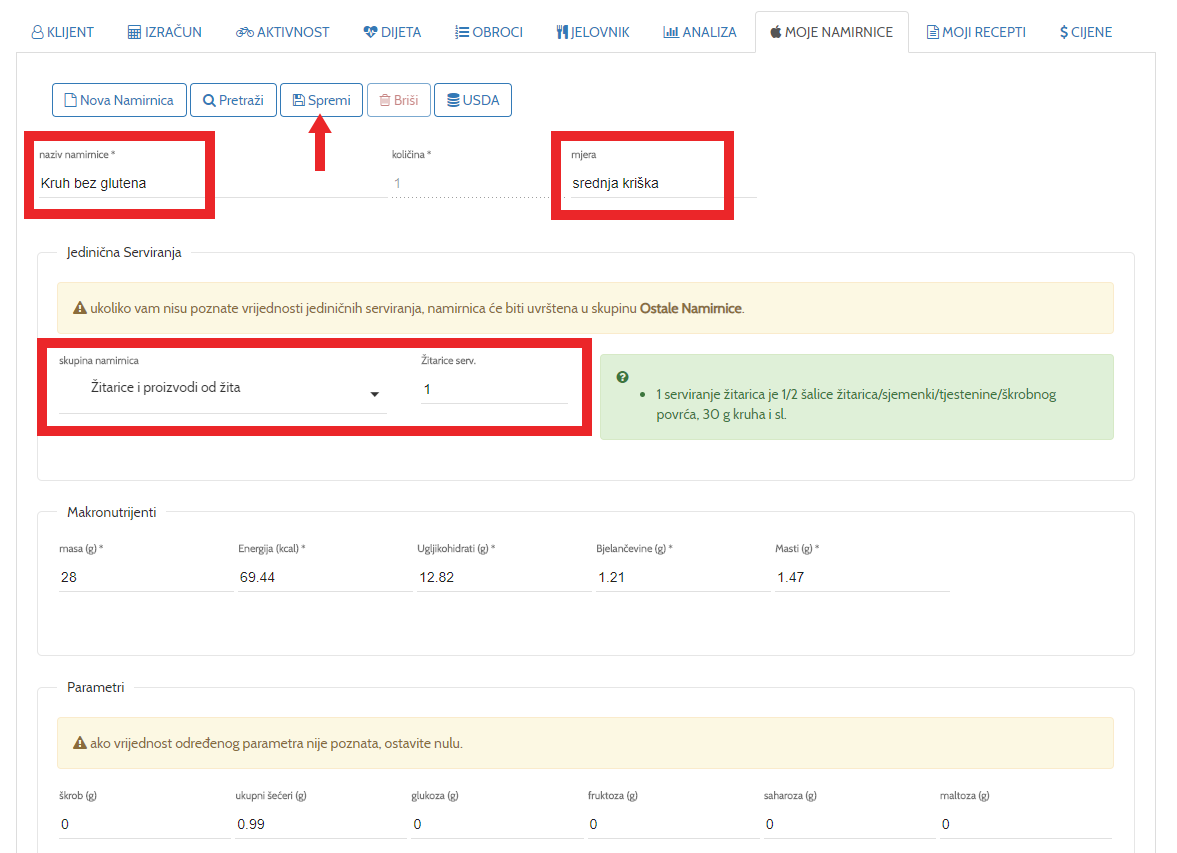 KLIJENT IZRAČUN AKTIVNOST DIJETA OBROCI JELOVNIK ANALIZA MOJE NAMIRNICE MOJI RECEPTI CIJENE
Nova Namirnica Pretraži Spremi Briši USDA
naziv namirnice * količina * mjera
Kruh bez glutena 1 srednja kriška
Jedinična Serviranja
ukoliko vam nisu poznate vrijednosti jediničnih serviranja, namirnica će biti uvrštena u skupinu Ostale Namirnice.
skupina namirnica Žitarice serv.
Žitarice i proizvodi od žita 1
• 1 serviranje žitarica je 1/2 šalice žitarica/sjemenki/tjestenine/škrobnog
povrća, 30 g kruha i sl.
Makronutrijenti
masa (g) * Energija (kcal) * Ugljikohidrati (g) * Bjelančevine (g) * Masti (g) *
28 69.44 12.82 1.21 1.47
Parametri
ako vrijednost određenog parametra nije poznata, ostavite nulu.
škrob (g) ukupni šećeri (g) glukoza (g) fruktoza (g) saharoza (g) maltoza (g)
0 0.99 0 0 0 0